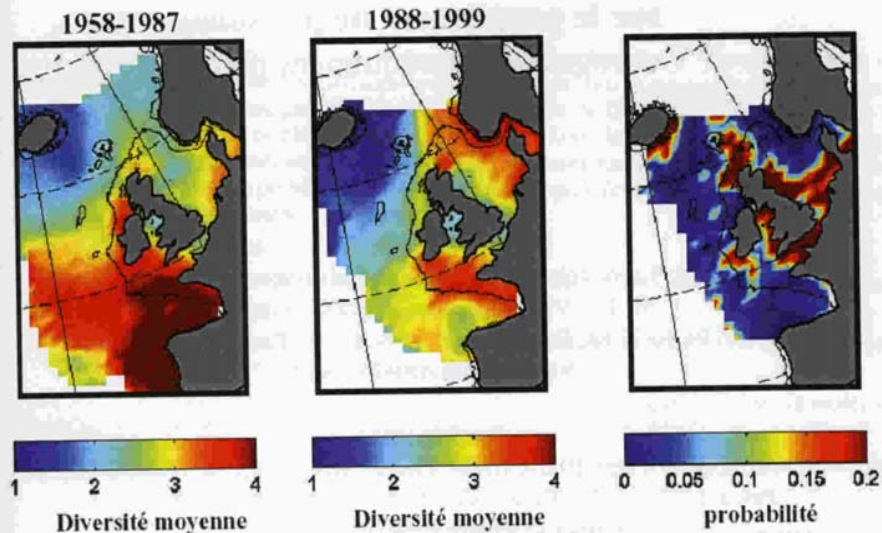 1958-1987
1988-1999
1 2 3 4
Diversité moyenne
1 2 3 4
Diversité moyenne
0 0.05 0.1 0.15 0.2
probabilité